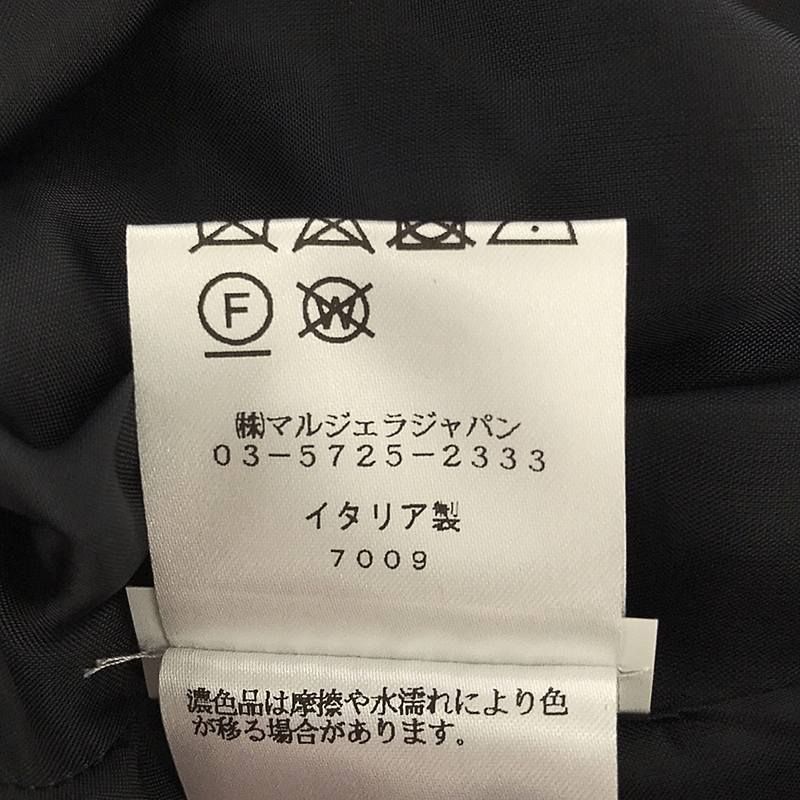 F
W
㈱マルジェラジャパン
03-5725-2333
イタリア製
7009
濃色品は摩擦や水濡れにより色
が移る場合があります。